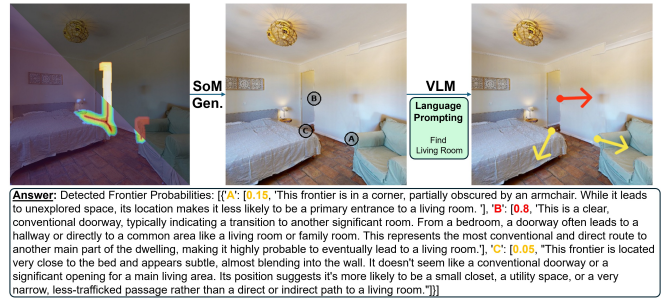 SoM
Gen.
B
C
A
VLM
Language
Prompting
Find
Living Room
Answer: Detected Frontier Probabilities: [{'A': [0.15, 'This frontier is in a corner, partially obscured by an armchair. While it leads
to unexplored space, its location makes it less likely to be a primary entrance to a living room. '], 'B': [0.8, 'This is a clear,
conventional doorway, typically indicating a transition to another significant room. From a bedroom, a doorway often leads to a
hallway or directly to a common area like a living room or family room. This represents the most conventional and direct route to
another main part of the dwelling, making it highly probable to eventually lead to a living room.'], 'C': [0.05, "This frontier is located
very close to the bed and appears subtle, almost blending into the wall. It doesn't seem like a conventional doorway or a
significant opening for a main living area. Its position suggests it's more likely to be a small closet, a utility space, or a very
narrow, less-trafficked passage rather than a direct or indirect path to a living room."]}]